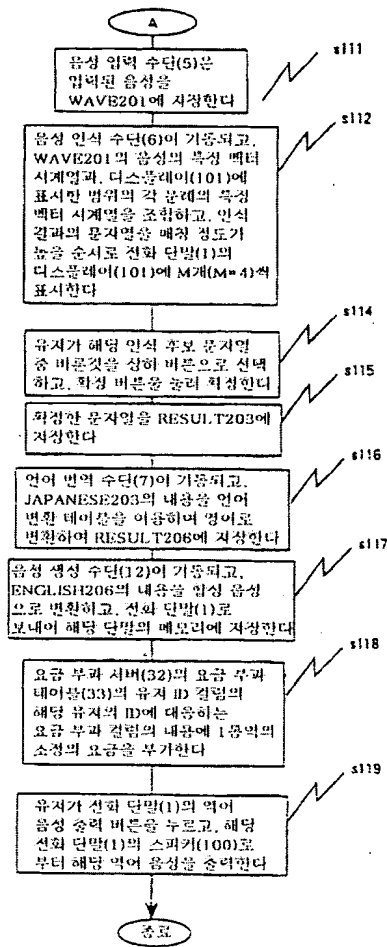 A
s111
음성 입력 수단(5)은
입력된 음성을
WAVE201에 저장한다
s112
음성 인식 수단(6)이 기동되고,
WAVE201의 음성의 특징 벡터
시계열과, 디스플레이(101)에
표시한 범위의 각 문례의 특징
벡터 시계열을 조합하고, 인식
결과의 문자열을 매칭 정도가
높을 순서로 전화 단말(1)의
디스플레이(101)에 M개(M=4)씩
표시한다
s114
유저가 해당 인식 후보 문자열
중 바른것을 상하 버튼으로 선택
하고, 확정 버튼을 눌러 확정한다
s115
확정한 문자열을 RESULT203에
저장한다
s116
언어 번역 수단(7)이 기동되고,
JAPANESE203의 내용을 언어
변환 테이블을 이용하여 영어로
변환하여 RESULT206에 저장한다
s117
음성 생성 수단(12)이 기동되고,
ENGLISH206의 내용을 합성 음성
으로 변환하고, 전화 단말(1)로
보내어 해당 단말의 메모리에 저장한다
s118
요금 부과 서버(32)의 요금 부과
테이블(33)의 유저 ID 컬럼의
해당 유저의 ID에 대응하는
요금 부과 컬럼의 내용에 1통역의
소정의 요금을 부가한다
s119
유저가 전화 단말(1)의 역어
음성 출력 버튼을 누르고, 해당
전화 단말(1)의 스피커(100)로
부터 해당 역어 음성을 출력한다
종료